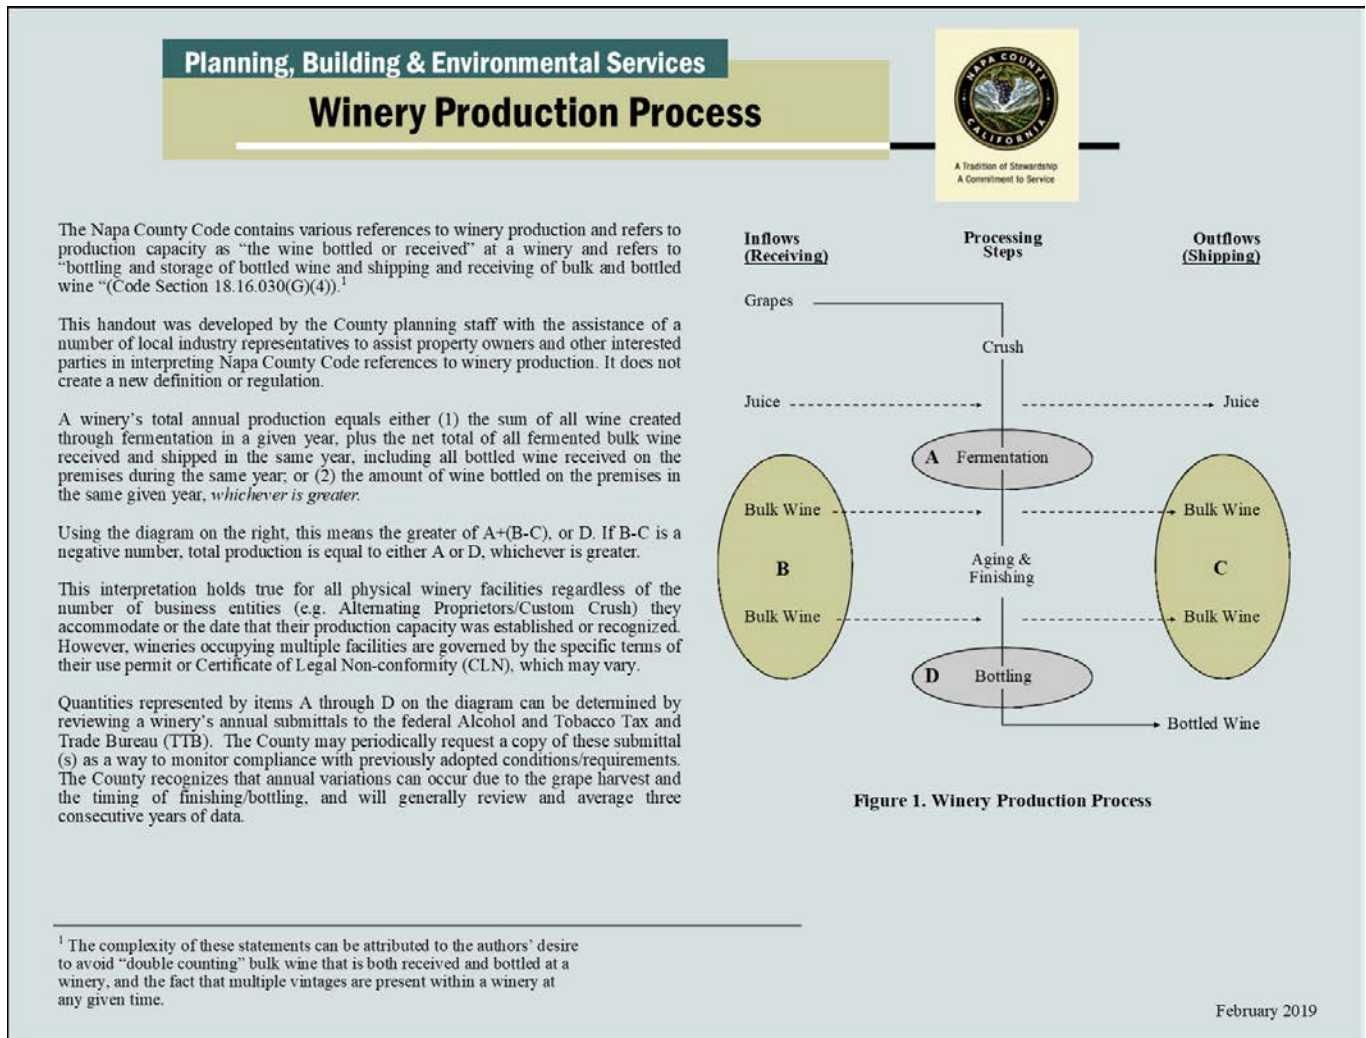 Planning, Building & Environmental Services
Winery Production Process
NAPA COUNTY
CALIFORNIA
A Tradition of Stewardship
A Commitment to Service
The Napa County Code contains various references to winery production and refers to
production capacity as “the wine bottled or received” at a winery and refers to
“bottling and storage of bottled wine and shipping and receiving of bulk and bottled
wine “(Code Section 18.16.030(G)(4)).1
This handout was developed by the County planning staff with the assistance of a
number of local industry representatives to assist property owners and other interested
parties in interpreting Napa County Code references to winery production. It does not
create a new definition or regulation.
A winery’s total annual production equals either (1) the sum of all wine created
through fermentation in a given year, plus the net total of all fermented bulk wine
received and shipped in the same year, including all bottled wine received on the
premises during the same year; or (2) the amount of wine bottled on the premises in
the same given year, whichever is greater.
Using the diagram on the right, this means the greater of A+(B-C), or D. If B-C is a
negative number, total production is equal to either A or D, whichever is greater.
This interpretation holds true for all physical winery facilities regardless of the
number of business entities (e.g. Alternating Proprietors/Custom Crush) they
accommodate or the date that their production capacity was established or recognized.
However, wineries occupying multiple facilities are governed by the specific terms of
their use permit or Certificate of Legal Non-conformity (CLN), which may vary.
Quantities represented by items A through D on the diagram can be determined by
reviewing a winery’s annual submittals to the federal Alcohol and Tobacco Tax and
Trade Bureau (TTB). The County may periodically request a copy of these submittal
(s) as a way to monitor compliance with previously adopted conditions/requirements.
The County recognizes that annual variations can occur due to the grape harvest and
the timing of finishing/bottling, and will generally review and average three
consecutive years of data.
Inflows
(Receiving)
Processing
Steps
Outflows
(Shipping)
Grapes
Crush
Juice
Juice
A Fermentation
Bulk Wine
Bulk Wine
B
Aging &
Finishing
C
Bulk Wine
Bulk Wine
D Bottling
Bottled Wine
Figure 1. Winery Production Process
1 The complexity of these statements can be attributed to the authors’ desire
to avoid “double counting” bulk wine that is both received and bottled at a
winery, and the fact that multiple vintages are present within a winery at
any given time.
February 2019